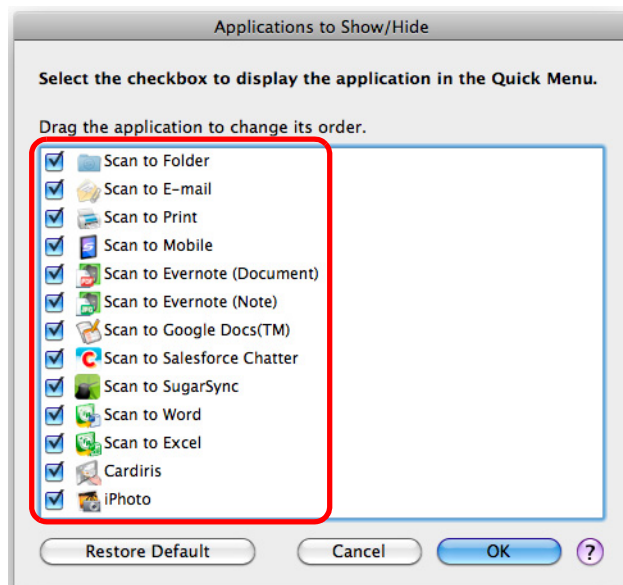 Applications to Show/Hide
Select the checkbox to display the application in the Quick Menu.
Drag the application to change its order.
Scan to Folder
Scan to E-mail
Scan to Print
Scan to Mobile
Scan to Evernote (Document)
Scan to Evernote (Note)
Scan to Google Docs(TM)
Scan to Salesforce Chatter
Scan to SugarSync
Scan to Word
Scan to Excel
Cardiris
iPhoto
Restore Default Cancel OK ?